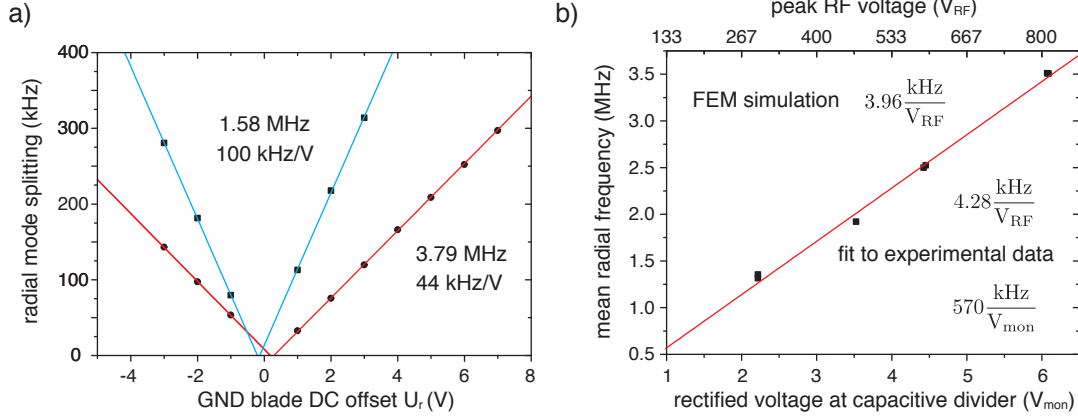 a)
radial mode splitting (kHz)
400
300
250
100
0
1.58 MHz
100 kHz/V
3.79 MHz
44 kHz/V
-4 -2 0 2 4 6 8
GND blade DC offset U_r (V)
b)
peak RF voltage (V_RF)
133 267 400 533 667 800
mean radial frequency (MHz)
3.5
3.0
2.5
2.0
1.5
1.0
0.5
FEM simulation 3.96 kHz/V_RF
4.28 kHz/V_RF
fit to experimental data
570 kHz/V_mon
1 2 3 4 5 6
rectified voltage at capacitive divider (V_mon)